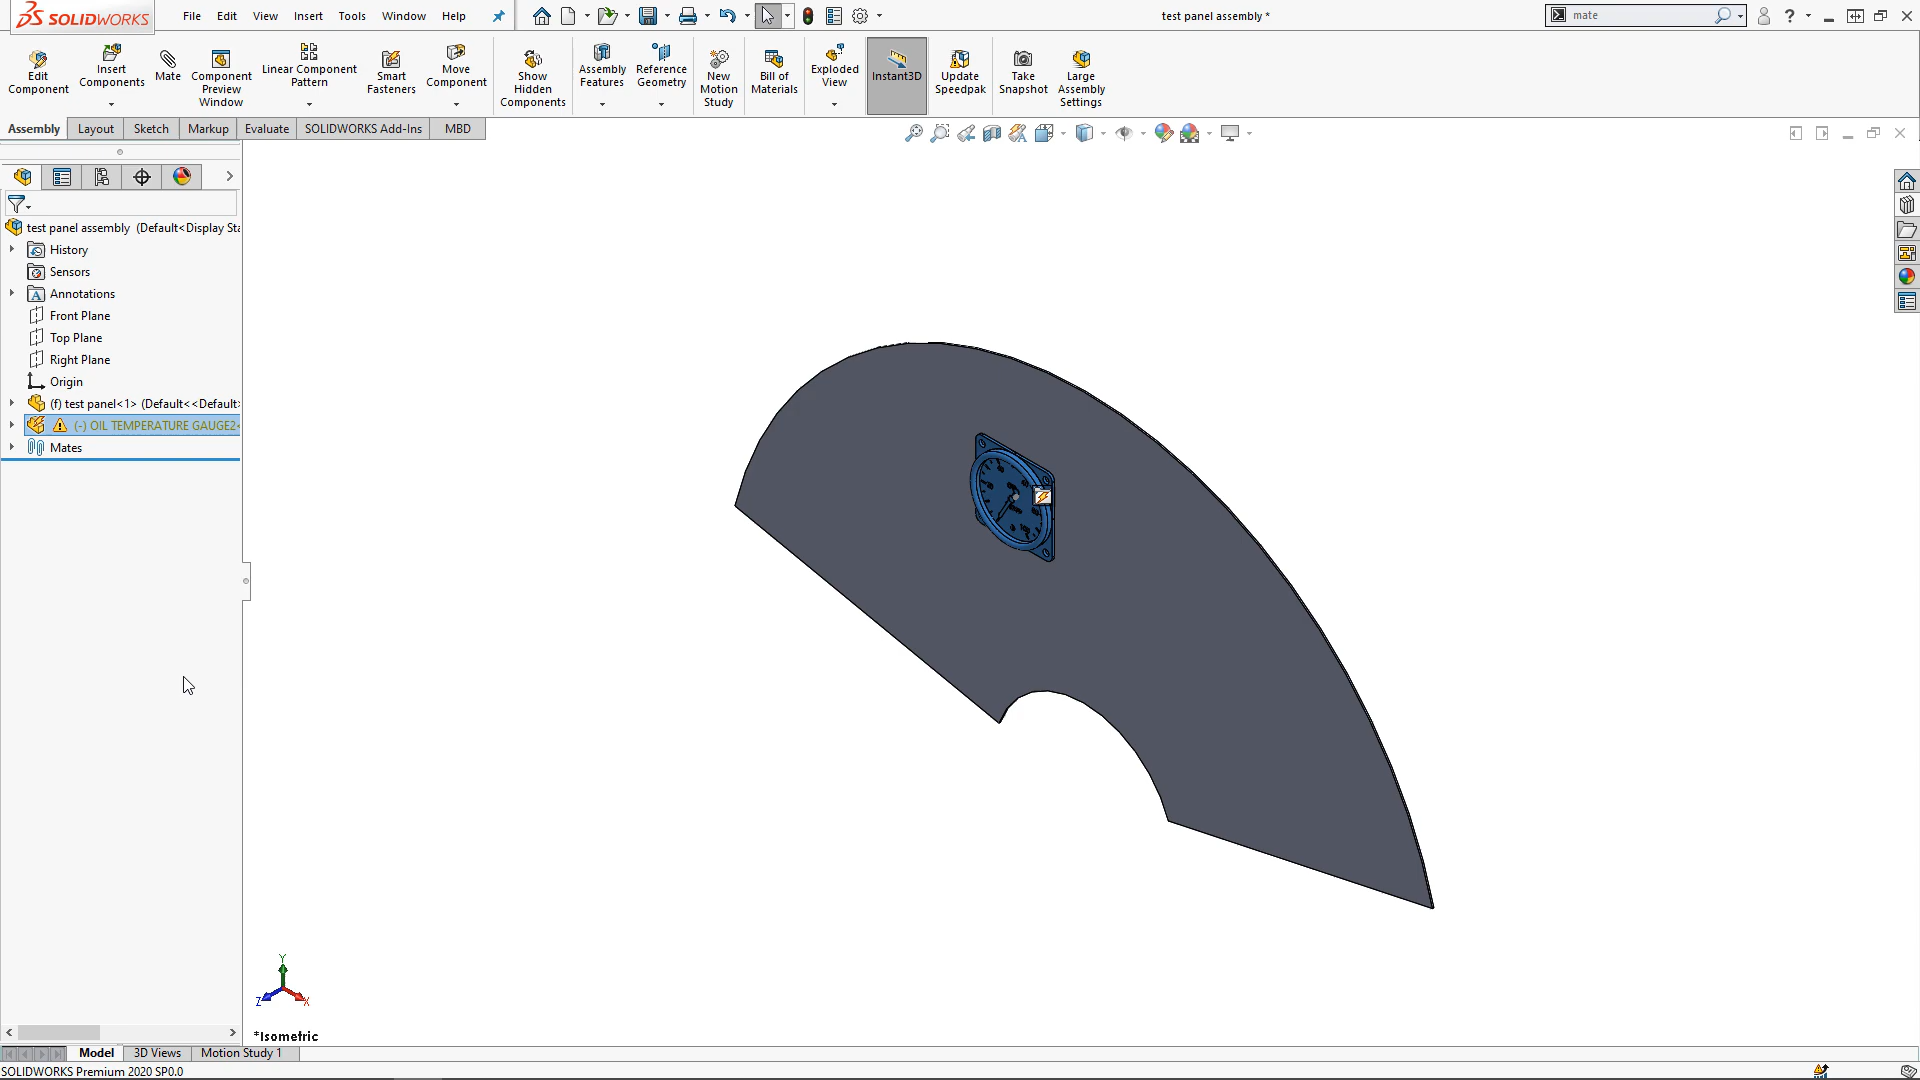 SOLIDWORKS File Edit View Insert Tools Window Help test panel assembly * mate
Edit Component
Insert Components
Mate
Component Preview Window
Linear Component Pattern
Smart Fasteners
Move Component
Show Hidden Components
Assembly Features
Reference Geometry
New Motion Study
Bill of Materials
Exploded View
Instant3D
Update Speedpak
Take Snapshot
Large Assembly Settings
Assembly Layout Sketch Markup Evaluate SOLIDWORKS Add-Ins MBD
test panel assembly (Default<Display Sta
History
Sensors
Annotations
Front Plane
Top Plane
Right Plane
Origin
(f) test panel<1> (Default<<Default>
(-) OIL TEMPERATURE GAUGE2<
Mates
Y
Z X
*Isometric
Model 3D Views Motion Study 1
SOLIDWORKS Premium 2020 SP0.0